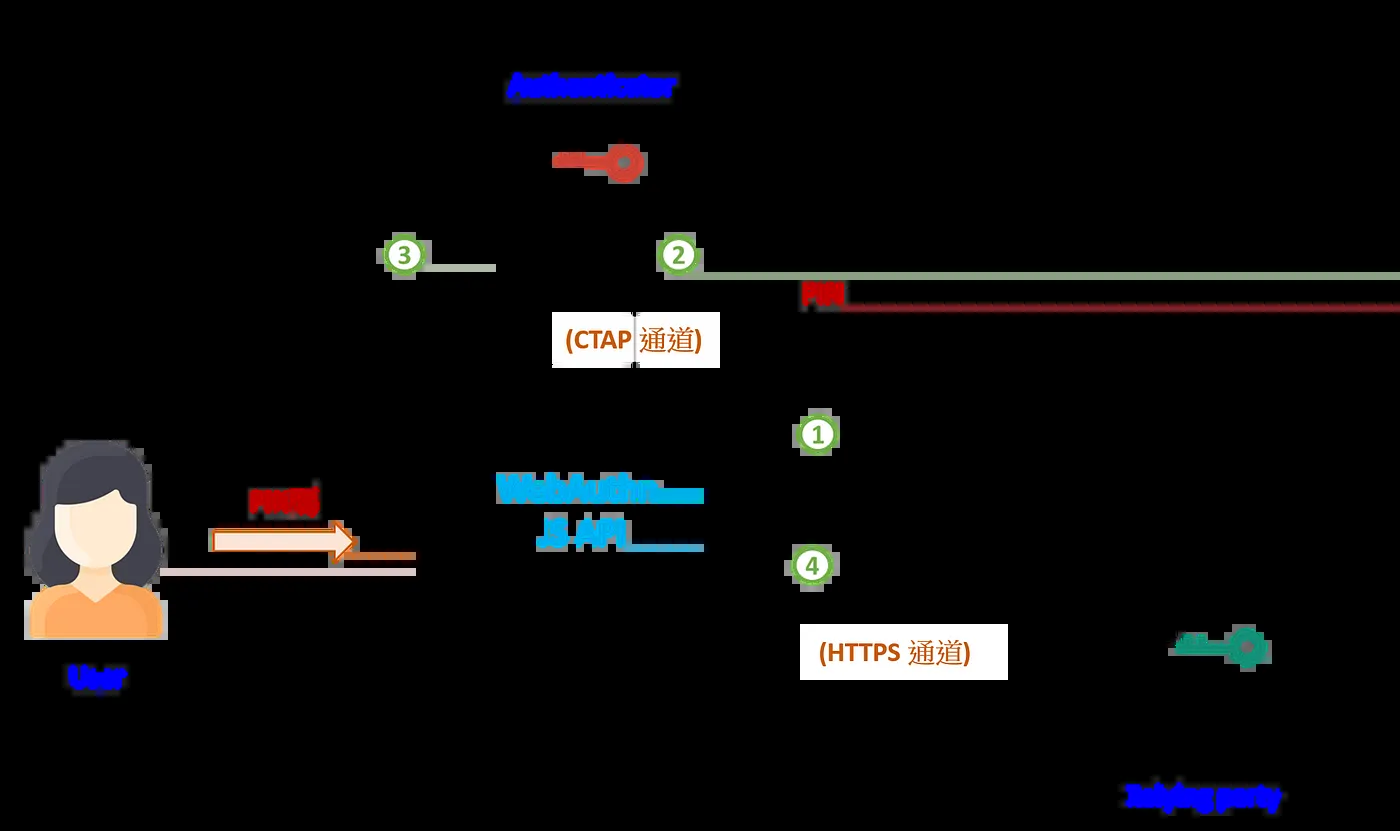 Authenticator
3
2
PIN
(CTAP 通道)
1
WebAuthn
JS API
4
(HTTPS 通道)
User
Relying party